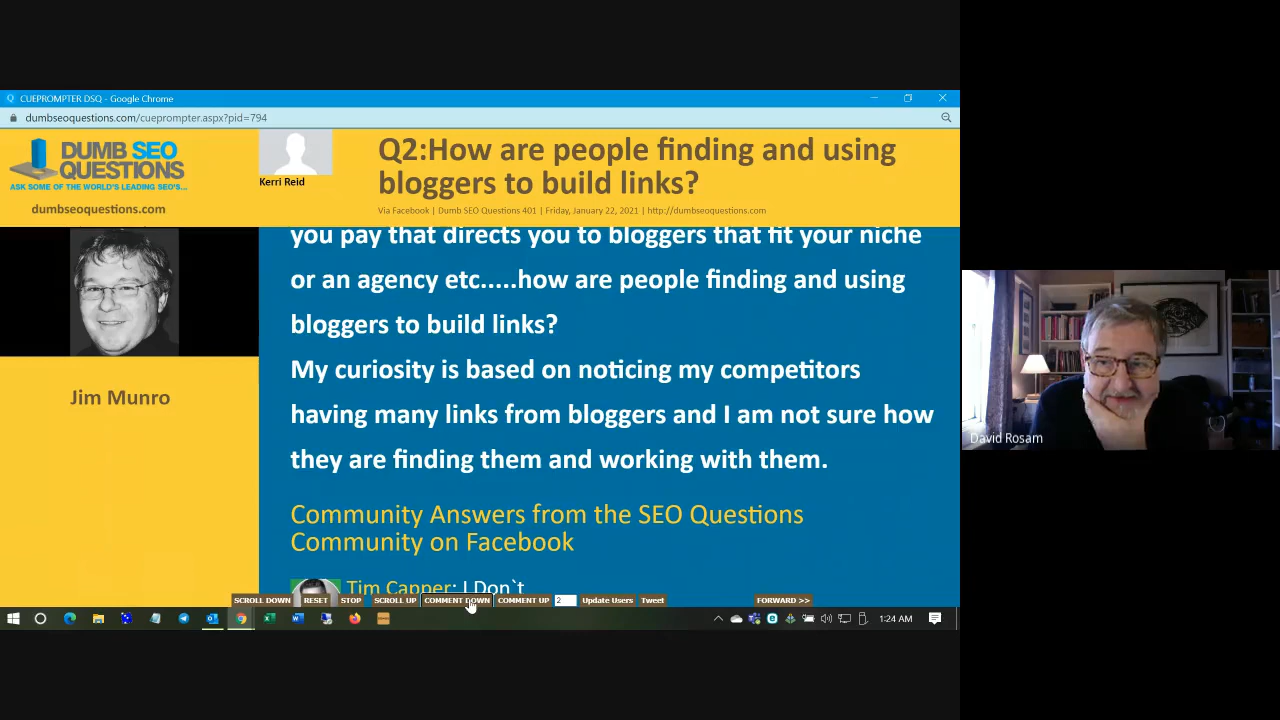 CUEPROMPTER DSQ - Google Chrome
dumbseoquestions.com/cueprompter.aspx?pid=794
DUMB SEO
QUESTIONS
ASK SOME OF THE WORLD'S LEADING SEO'S...
dumbseoquestions.com
Kerri Reid
Q2:How are people finding and using
bloggers to build links?
Via Facebook | Dumb SEO Questions 401 | Friday, January 22, 2021 | http://dumbseoquestions.com
Jim Munro
you pay that directs you to bloggers that fit your niche
or an agency etc.....how are people finding and using
bloggers to build links?
My curiosity is based on noticing my competitors
having many links from bloggers and I am not sure how
they are finding them and working with them.
Community Answers from the SEO Questions
Community on Facebook
Tim Capper: I Don`t
SCROLL DOWN RESET STOP SCROLL UP COMMENT DOWN COMMENT UP 2 Update Users Tweet FORWARD >>
1:24 AM
David Rosam